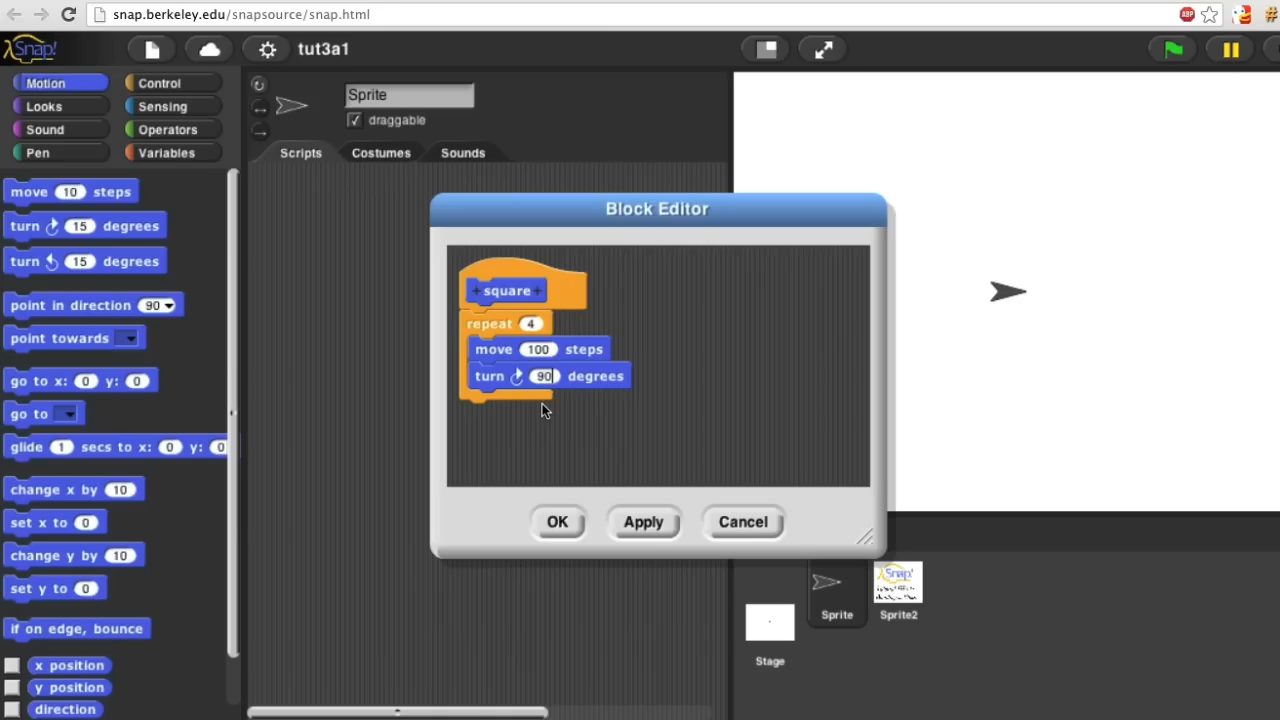 snap.berkeley.edu/snapsource/snap.html
ABP
Snap!
tut3a1
Motion
Control
Looks
Sensing
Sound
Operators
Pen
Variables
Sprite
draggable
Scripts
Costumes
Sounds
move 10 steps
turn 15 degrees
turn 15 degrees
point in direction 90
point towards
go to x: 0 y: 0
go to
glide 1 secs to x: 0 y: 0
change x by 10
set x to 0
change y by 10
set y to 0
if on edge, bounce
x position
y position
direction
Block Editor
+ square +
repeat 4
move 100 steps
turn 90 degrees
OK
Apply
Cancel
Stage
Sprite
Snap!
Sprite2